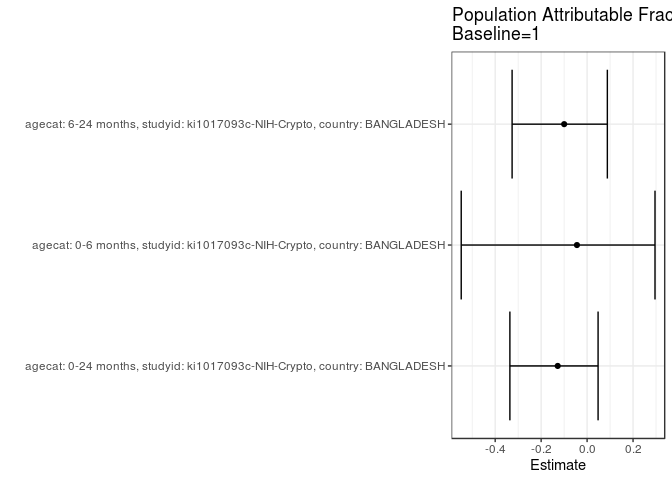 Population Attributable Frac
Baseline=1
agecat: 6-24 months, studyid: ki1017093c-NIH-Crypto, country: BANGLADESH
agecat: 0-6 months, studyid: ki1017093c-NIH-Crypto, country: BANGLADESH
agecat: 0-24 months, studyid: ki1017093c-NIH-Crypto, country: BANGLADESH
-0.4 -0.2 0.0 0.2
Estimate